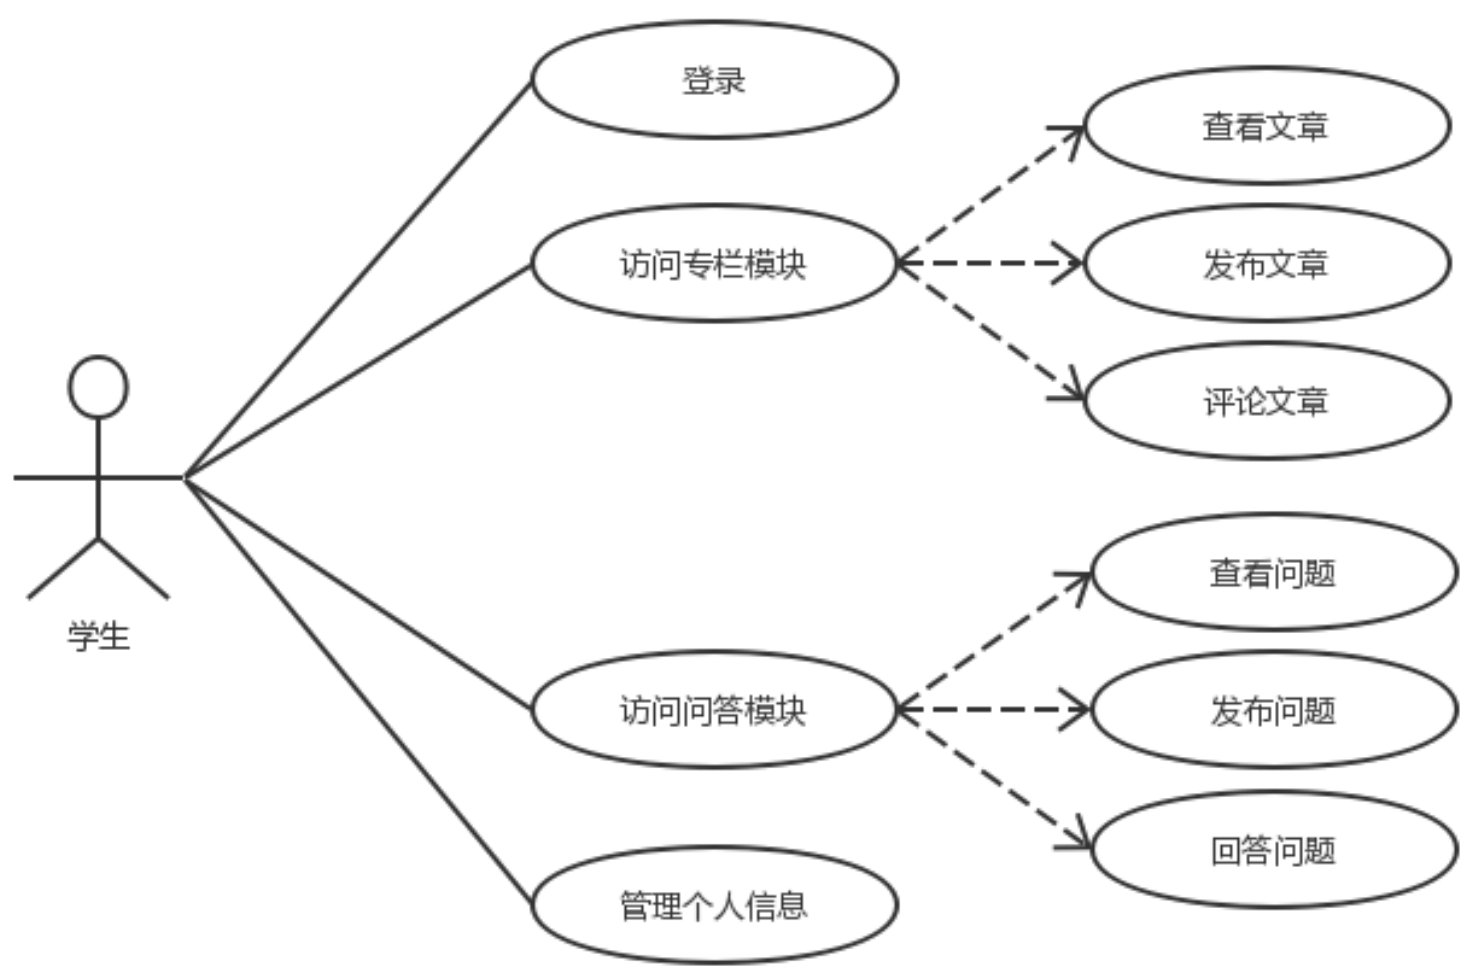 登录
查看文章
访问专栏模块
发布文章
评论文章
学生
查看问题
访问问答模块
发布问题
回答问题
管理个人信息